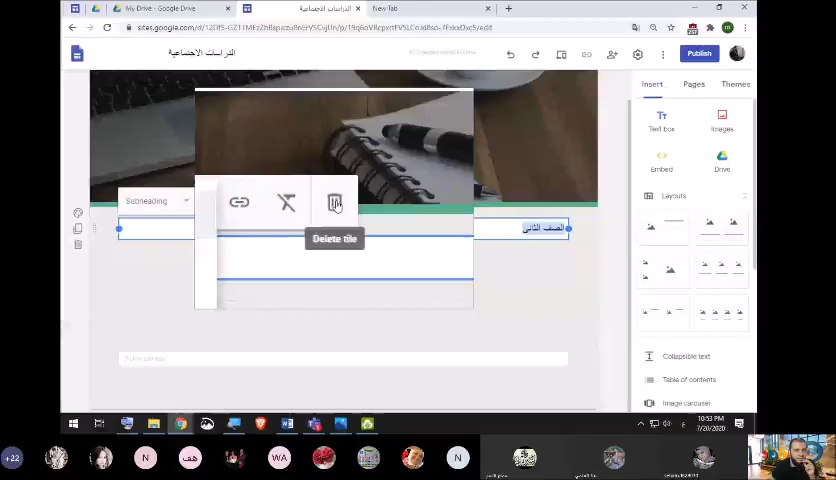 My Drive - Google Drive
الدراسات الاجتماعية
New Tab
الدراسات الاجتماعية
Publish
Insert
Pages
Themes
Text box
Images
Embed
Drive
Layouts
Subheading
الصف الثانى
Delete tile
Collapsible text
Table of contents
Image carousel
10:53 PM
7/20/2020
+22
N
هف
WA
N